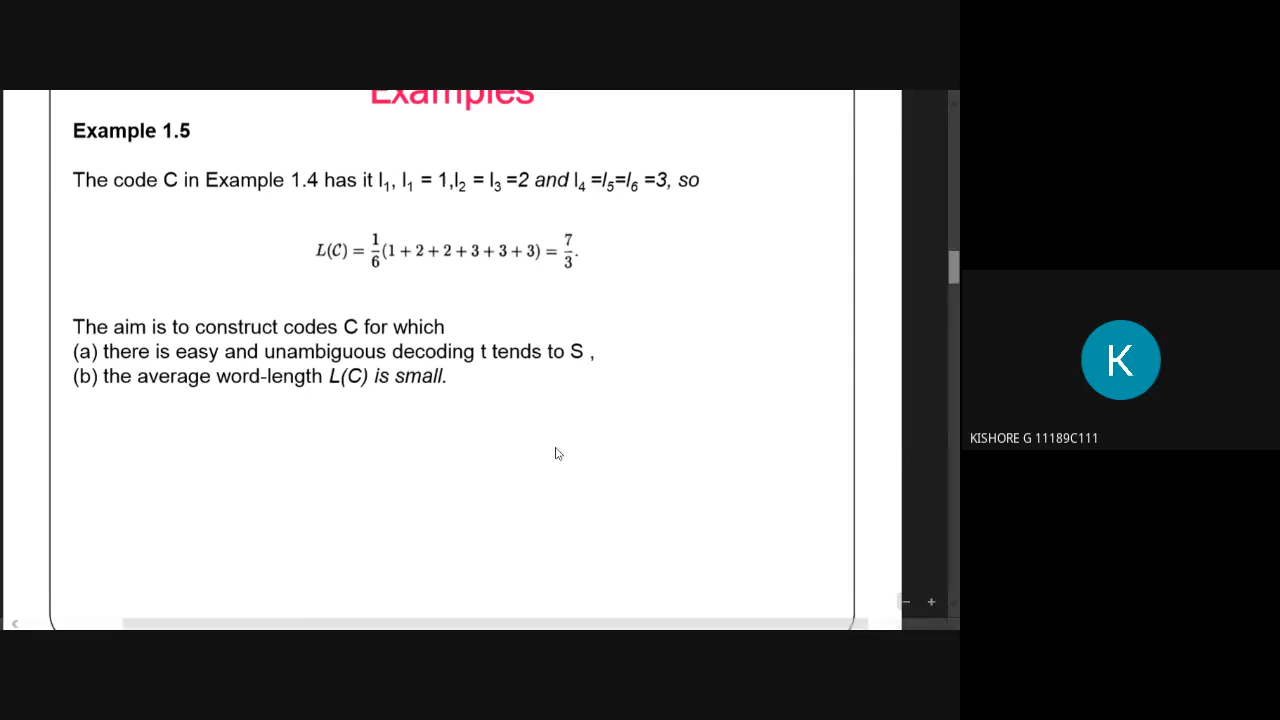 Examples
Example 1.5
The code C in Example 1.4 has it l₁, l₁ = 1,l₂ = l₃ =2 and l₄ =l₅=l₆ =3, so
L(C) = 1/6(1 + 2 + 2 + 3 + 3 + 3) = 7/3.
The aim is to construct codes C for which
(a) there is easy and unambiguous decoding t tends to S ,
(b) the average word-length L(C) is small.
K
KISHORE G 11189C111